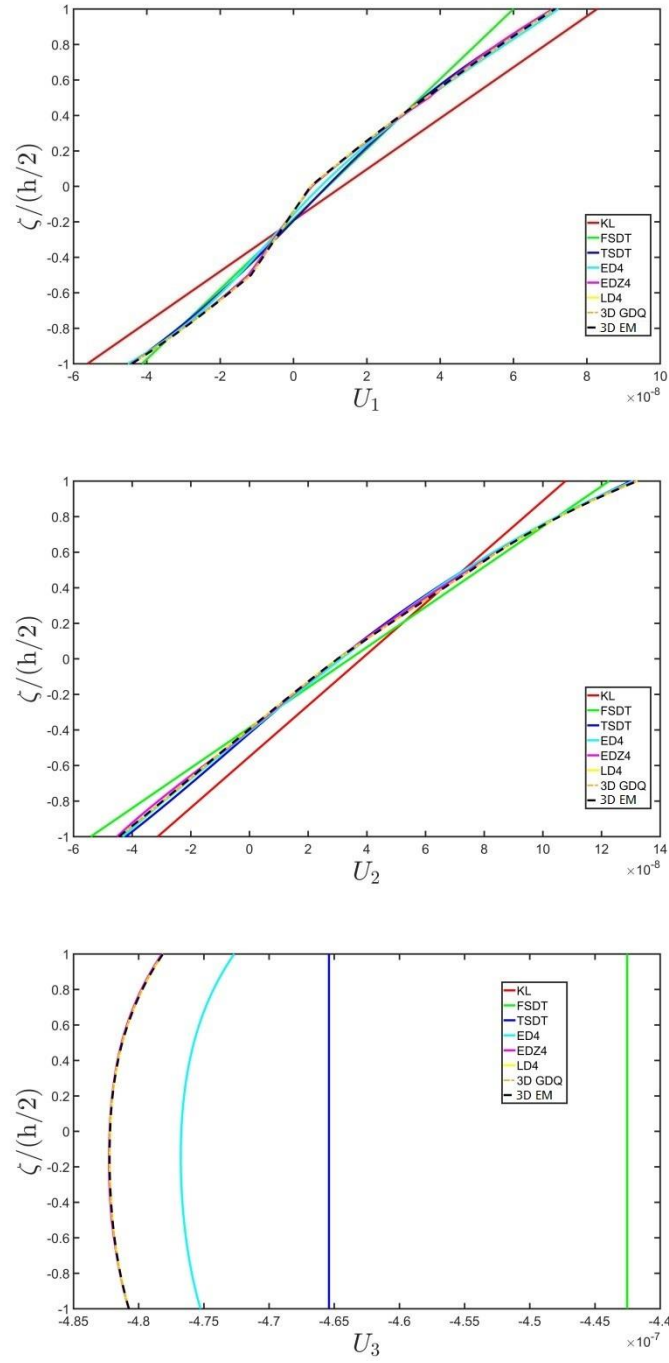 1
0.8
0.6
0.4
0.2
0
-0.2
-0.4
-0.6
-0.8
-1
ζ/(h/2)
KL
FSDT
TSDT
ED4
EDZ4
LD4
3D GDQ
3D EM
-6 -4 -2 0 2 4 6 8 10
U₁
×10⁻⁸
1
0.8
0.6
0.4
0.2
0
-0.2
-0.4
-0.6
-0.8
-1
ζ/(h/2)
KL
FSDT
TSDT
ED4
EDZ4
LD4
3D GDQ
3D EM
-6 -4 -2 0 2 4 6 8 10 12 14
U₂
×10⁻⁸
1
0.8
0.6
0.4
0.2
0
-0.2
-0.4
-0.6
-0.8
-1
ζ/(h/2)
KL
FSDT
TSDT
ED4
EDZ4
LD4
3D GDQ
3D EM
-4.85 -4.8 -4.75 -4.7 -4.65 -4.6 -4.55 -4.5 -4.45 -4.4
U₃
×10⁻⁷